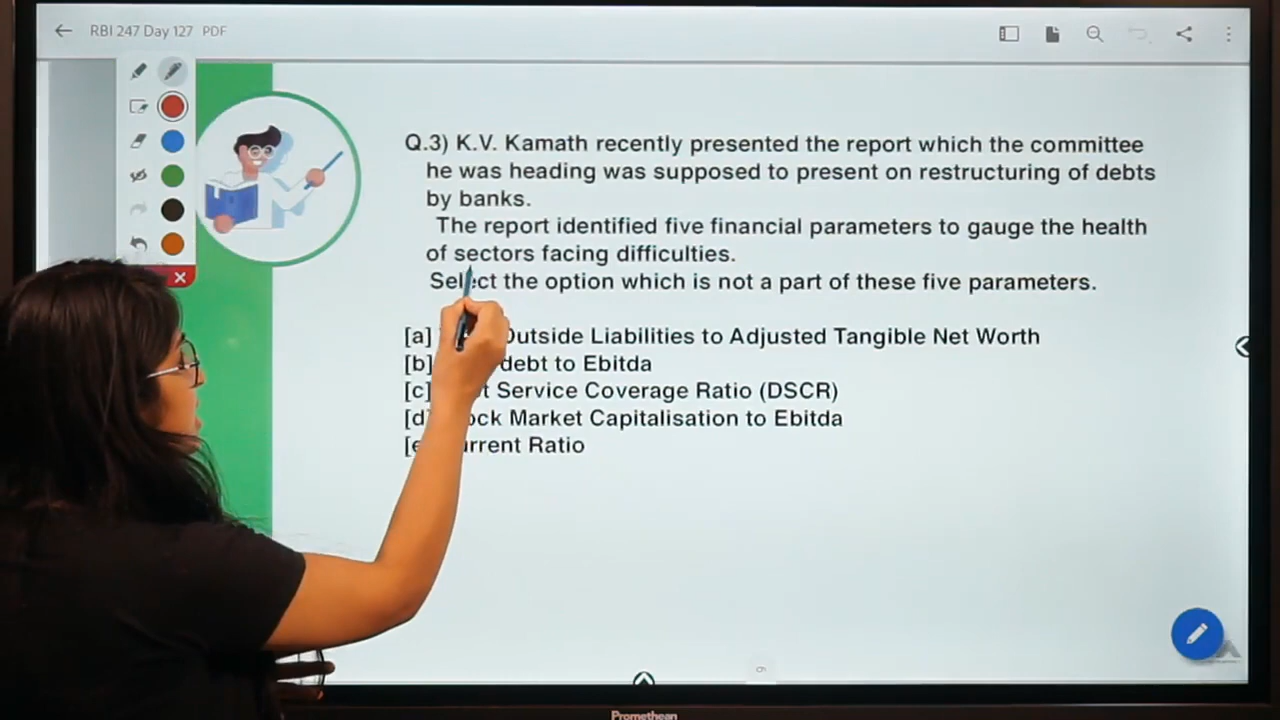 RBI 247 Day 127 PDF
Q.3) K.V. Kamath recently presented the report which the committee
he was heading was supposed to present on restructuring of debts
by banks.
The report identified five financial parameters to gauge the health
of sectors facing difficulties.
Select the option which is not a part of these five parameters.
[a] Outside Liabilities to Adjusted Tangible Net Worth
[b] debt to Ebitda
[c] Service Coverage Ratio (DSCR)
[d] Market Capitalisation to Ebitda
Ratio
Promethean